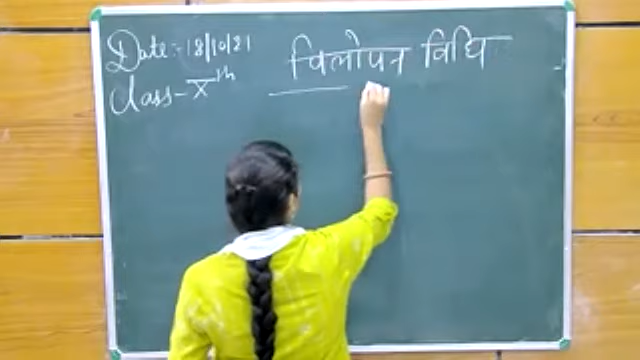 Date:- 18/10/21
Class - Xth
विलोपन विधि